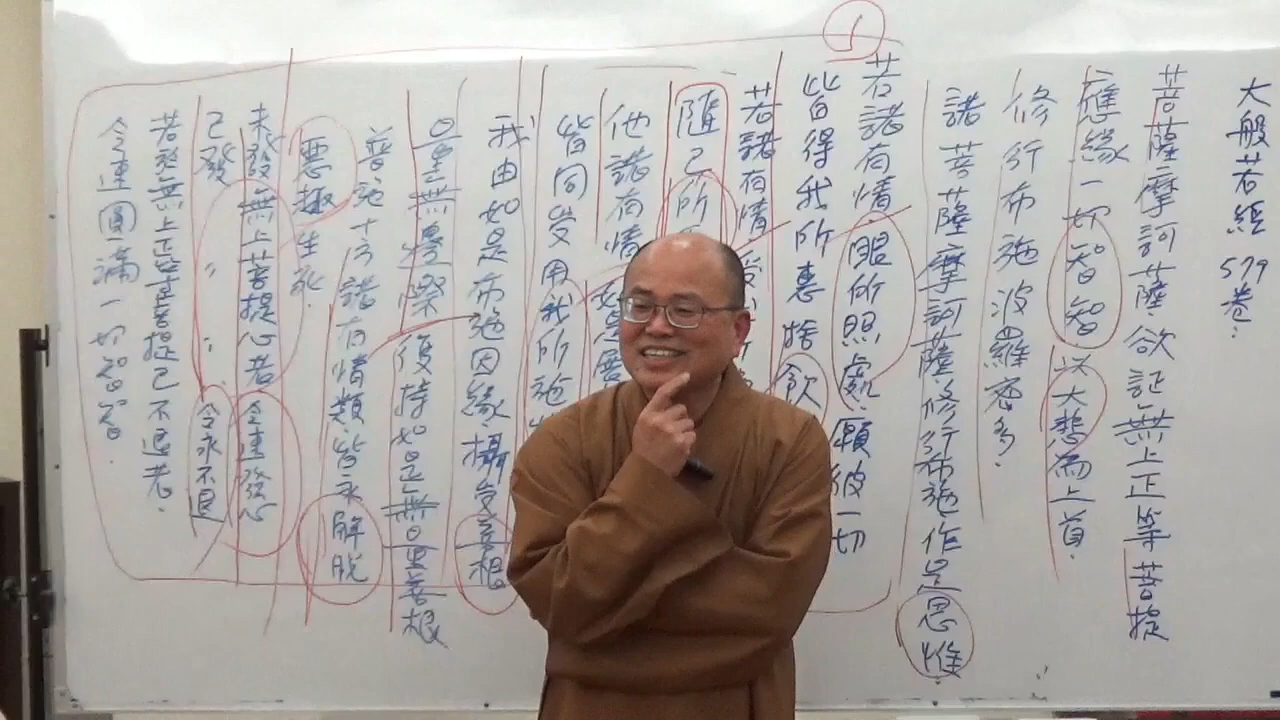 大般若經 579卷:
菩薩摩訶薩欲証無上正等菩提
應緣一切智智以大悲為上首.
修行布施波羅密多.
諸菩薩摩訶薩修行布施作是思惟
1
若諸有情眼所照處願彼一切
皆得我所惠捨飲
若諸有情受
隨己所
他諸有情
皆同受用我所施
我由如是布施因緣攝受善根
量無邊際復持如是無量善根
普施十方諸有情類皆永解脫
惡趣生死.
未發無上菩提心者令速發心
已發 〃 〃 令永不退
若於無上正等菩提已不退者.
令速圓滿一切智智.